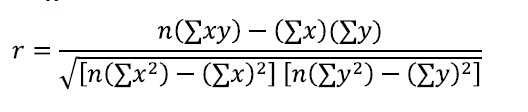 r = n(∑xy) − (∑x)(∑y) / √[n(∑x²) − (∑x)²] [n(∑y²) − (∑y)²]